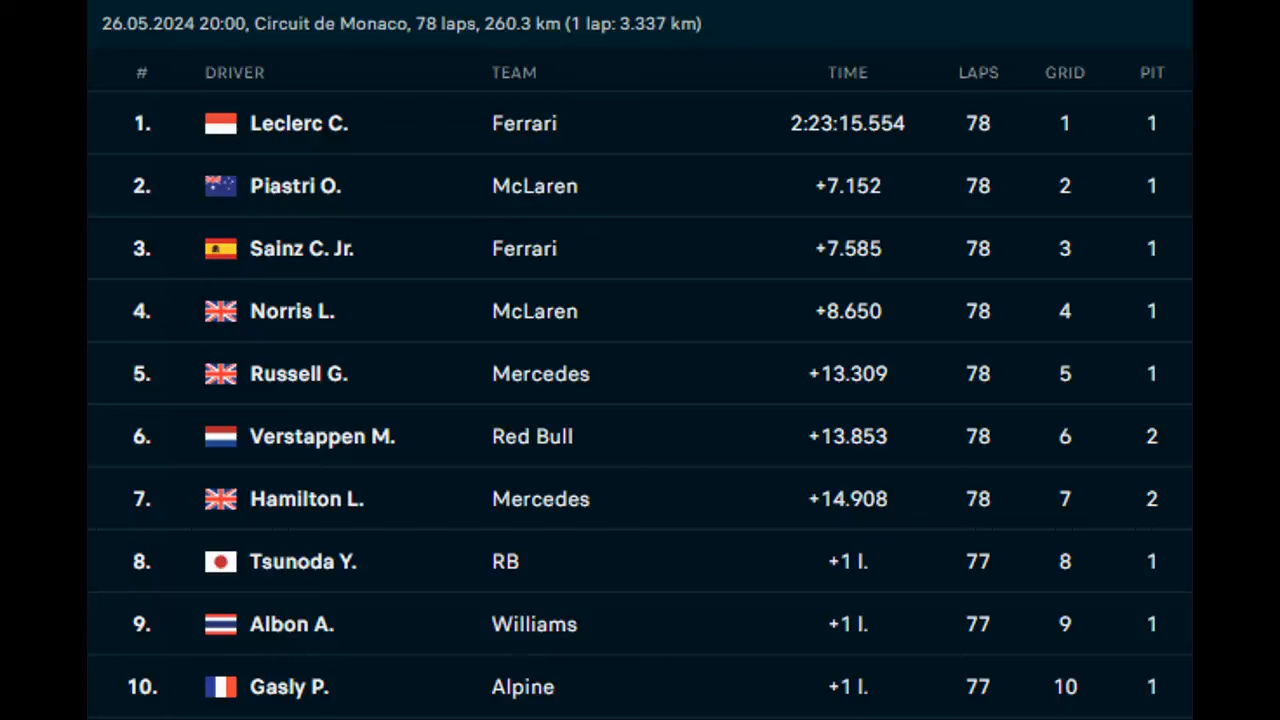 26.05.2024 20:00, Circuit de Monaco, 78 laps, 260.3 km (1 lap: 3.337 km)
# DRIVER TEAM TIME LAPS GRID PIT
1. Leclerc C. Ferrari 2:23:15.554 78 1 1
2. Piastri O. McLaren +7.152 78 2 1
3. Sainz C. Jr. Ferrari +7.585 78 3 1
4. Norris L. McLaren +8.650 78 4 1
5. Russell G. Mercedes +13.309 78 5 1
6. Verstappen M. Red Bull +13.853 78 6 2
7. Hamilton L. Mercedes +14.908 78 7 2
8. Tsunoda Y. RB +1 l. 77 8 1
9. Albon A. Williams +1 l. 77 9 1
10. Gasly P. Alpine +1 l. 77 10 1